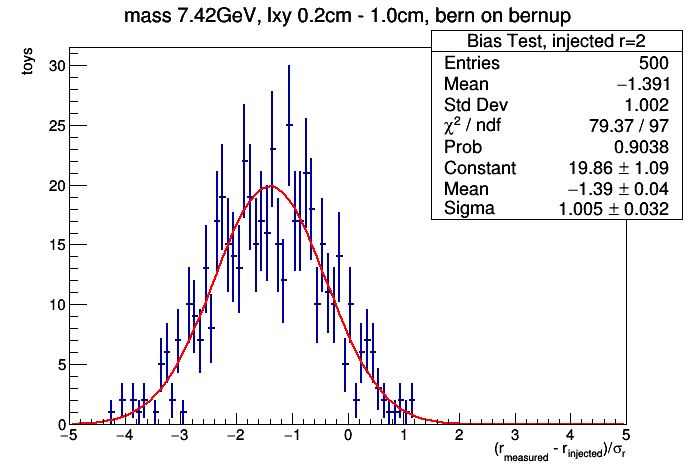 mass 7.42GeV, lxy 0.2cm - 1.0cm, bern on bernup
Bias Test, injected r=2
Entries 500
Mean −1.391
Std Dev 1.002
χ² / ndf 79.37 / 97
Prob 0.9038
Constant 19.86 ± 1.09
Mean −1.39 ± 0.04
Sigma 1.005 ± 0.032
toys
30
25
20
15
10
5
0
−5 −4 −3 −2 −1 0 1 2 3 4 5
(r_measured - r_injected)/σ_r